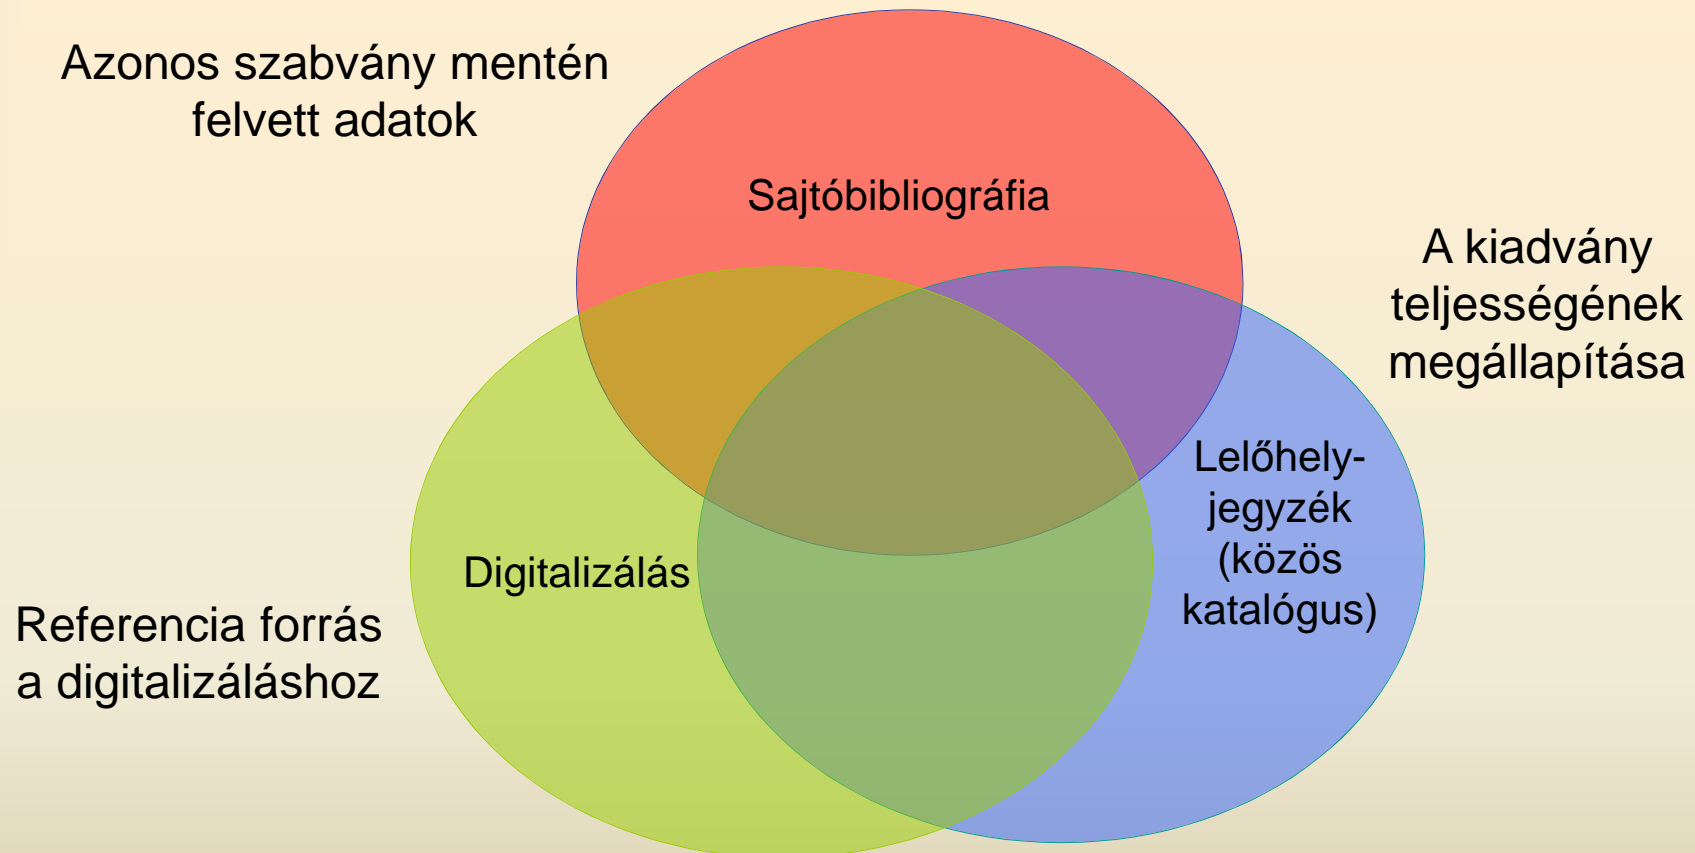 Azonos szabvány mentén
felvett adatok
Sajtóbibliográfia
A kiadvány
teljességének
megállapítása
Lelőhely-
jegyzék
(közös
katalógus)
Digitalizálás
Referencia forrás
a digitalizáláshoz